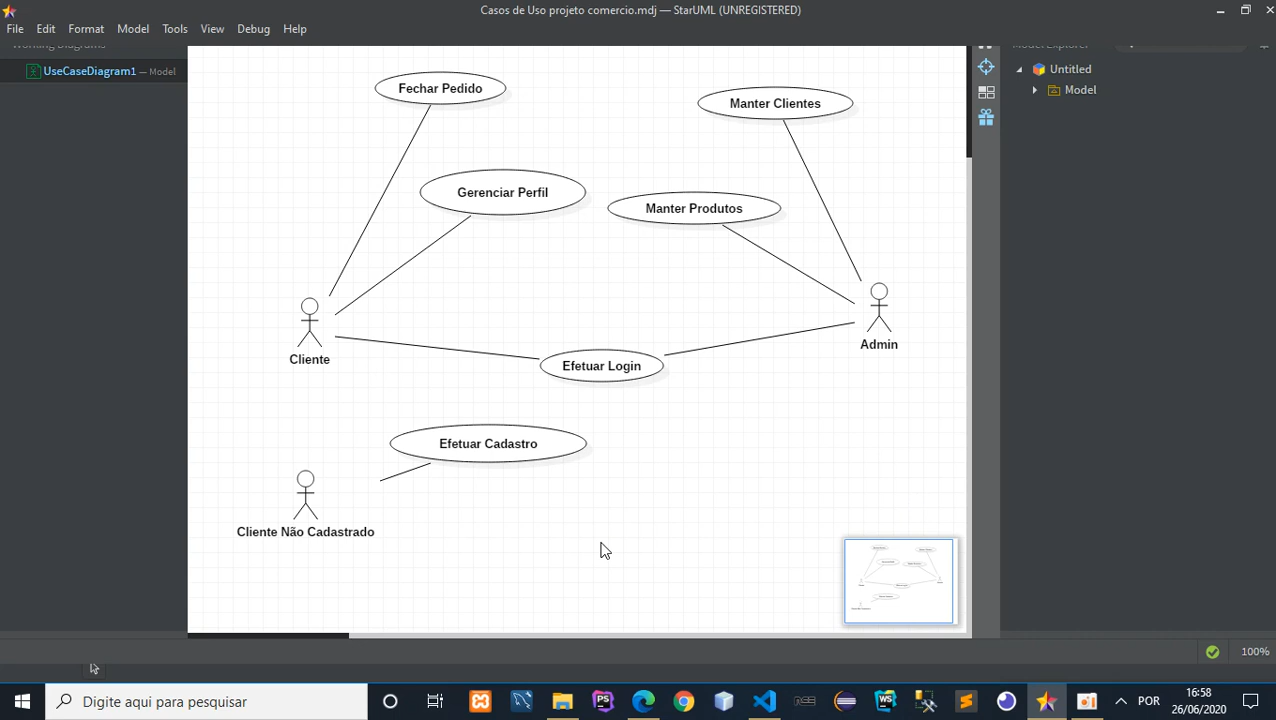 Casos de Uso projeto comercio.mdj — StarUML (UNREGISTERED)
File Edit Format Model Tools View Debug Help
Working Diagrams
Model Explorer
UseCaseDiagram1 — Model
Untitled
Model
Fechar Pedido
Manter Clientes
Gerenciar Perfil
Manter Produtos
Cliente
Admin
Efetuar Login
Efetuar Cadastro
Cliente Não Cadastrado
100%
Digite aqui para pesquisar
PS
WS
POR
16:58
26/06/2020